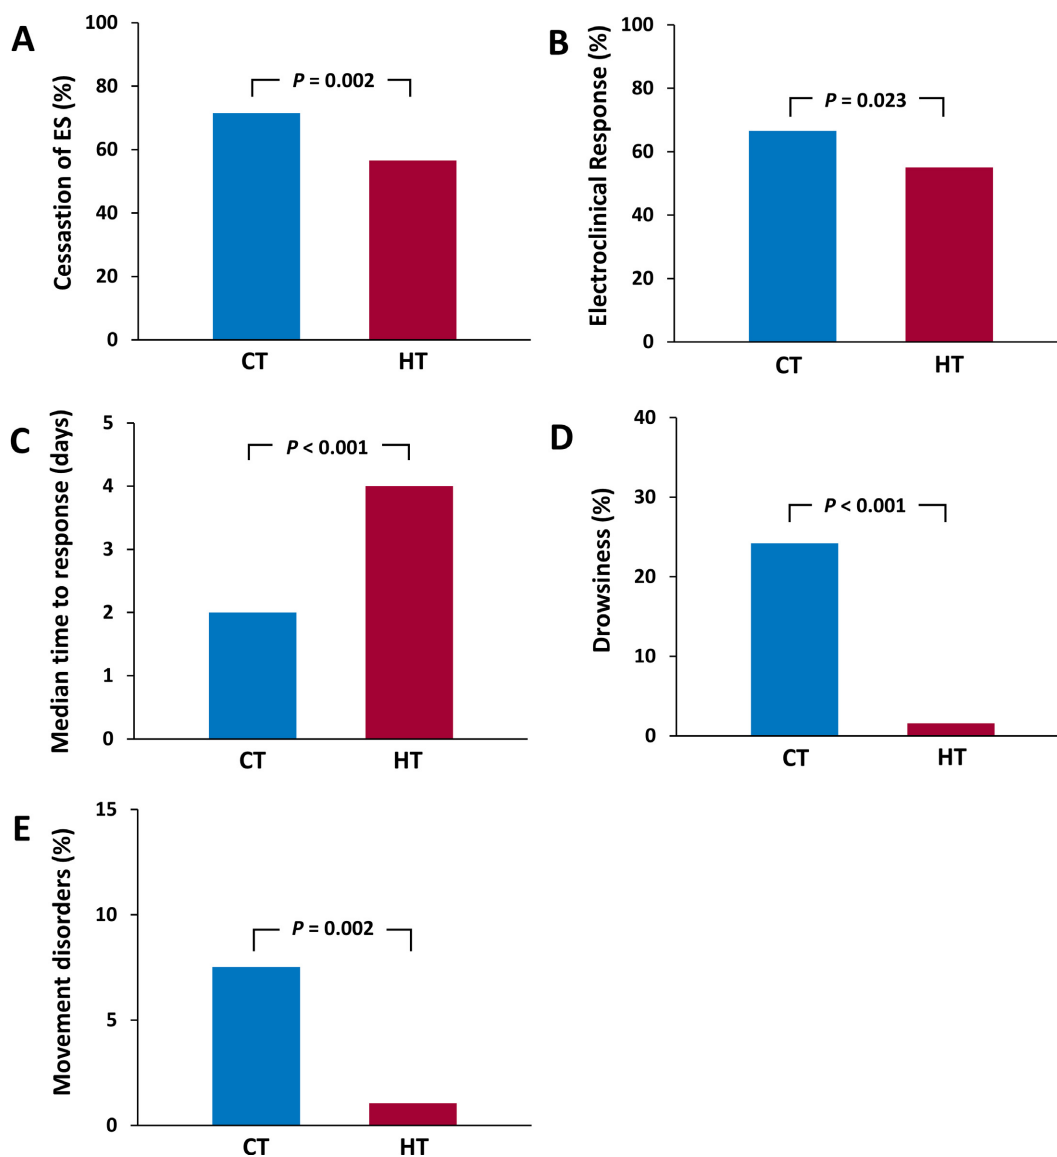 A
Cessastion of ES (%)
100
80
60
40
20
0
P = 0.002
CT HT
B
Electroclinical Response (%)
100
80
60
40
20
0
P = 0.023
CT HT
C
Median time to response (days)
5
4
3
2
1
0
P < 0.001
CT HT
D
Drowsiness (%)
40
30
20
10
0
P < 0.001
CT HT
E
Movement disorders (%)
15
10
5
0
P = 0.002
CT HT